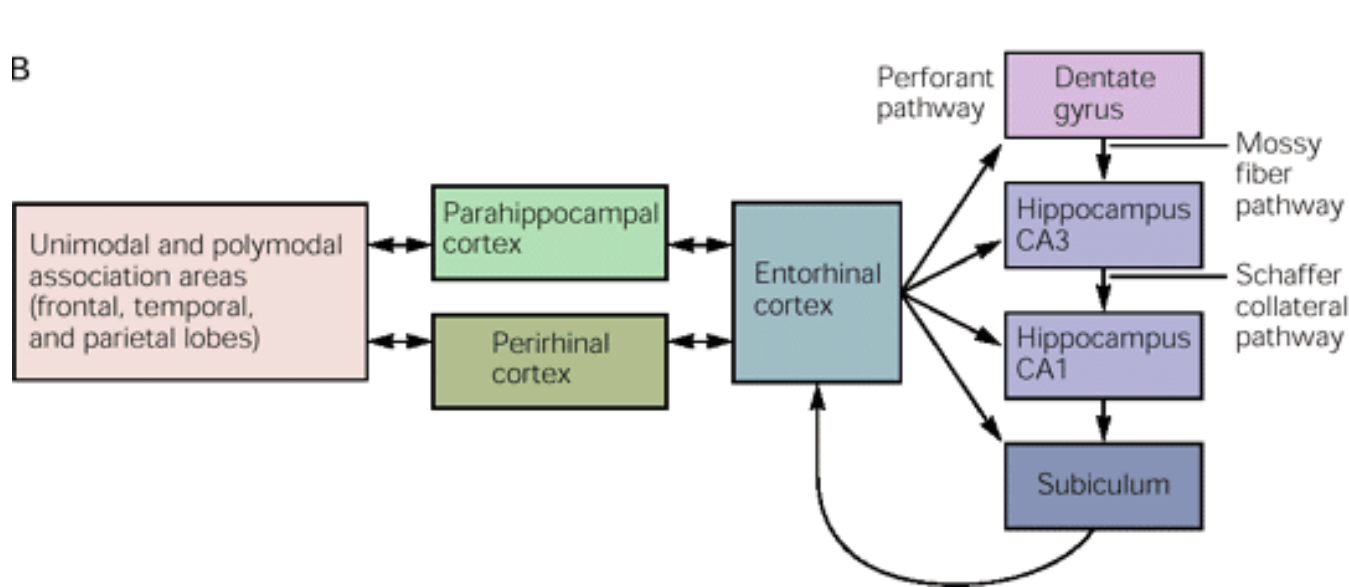 B
Unimodal and polymodal
association areas
(frontal, temporal,
and parietal lobes)
Parahippocampal
cortex
Perirhinal
cortex
Entorhinal
cortex
Perforant
pathway
Dentate
gyrus
Mossy
fiber
pathway
Hippocampus
CA3
Schaffer
collateral
pathway
Hippocampus
CA1
Subiculum